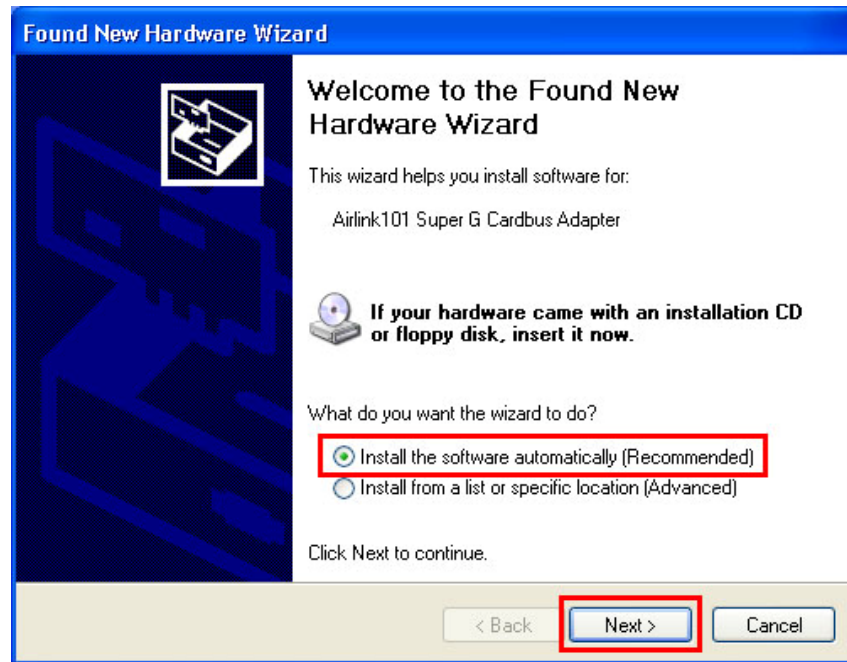 Found New Hardware Wizard
Welcome to the Found New
Hardware Wizard
This wizard helps you install software for:
Airlink101 Super G Cardbus Adapter
If your hardware came with an installation CD
or floppy disk, insert it now.
What do you want the wizard to do?
Install the software automatically (Recommended)
Install from a list or specific location (Advanced)
Click Next to continue.
< Back Next > Cancel